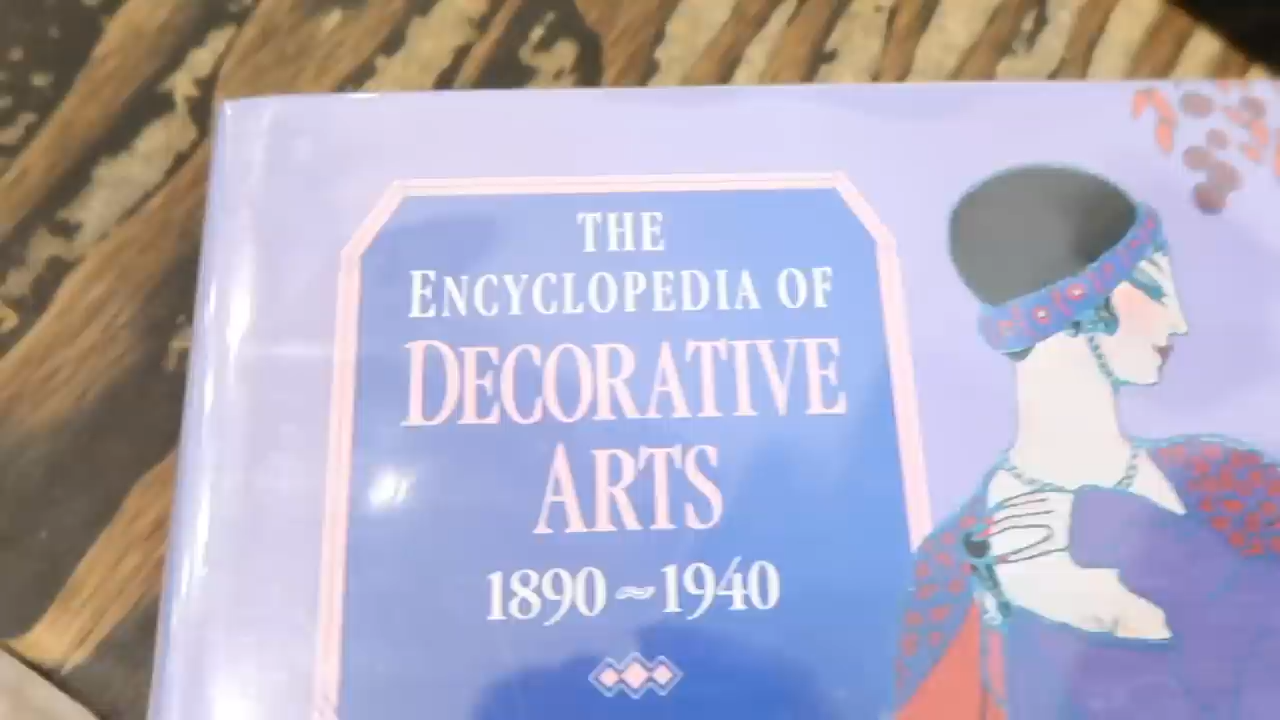 THE
ENCYCLOPEDIA OF
DECORATIVE
ARTS
1890~1940